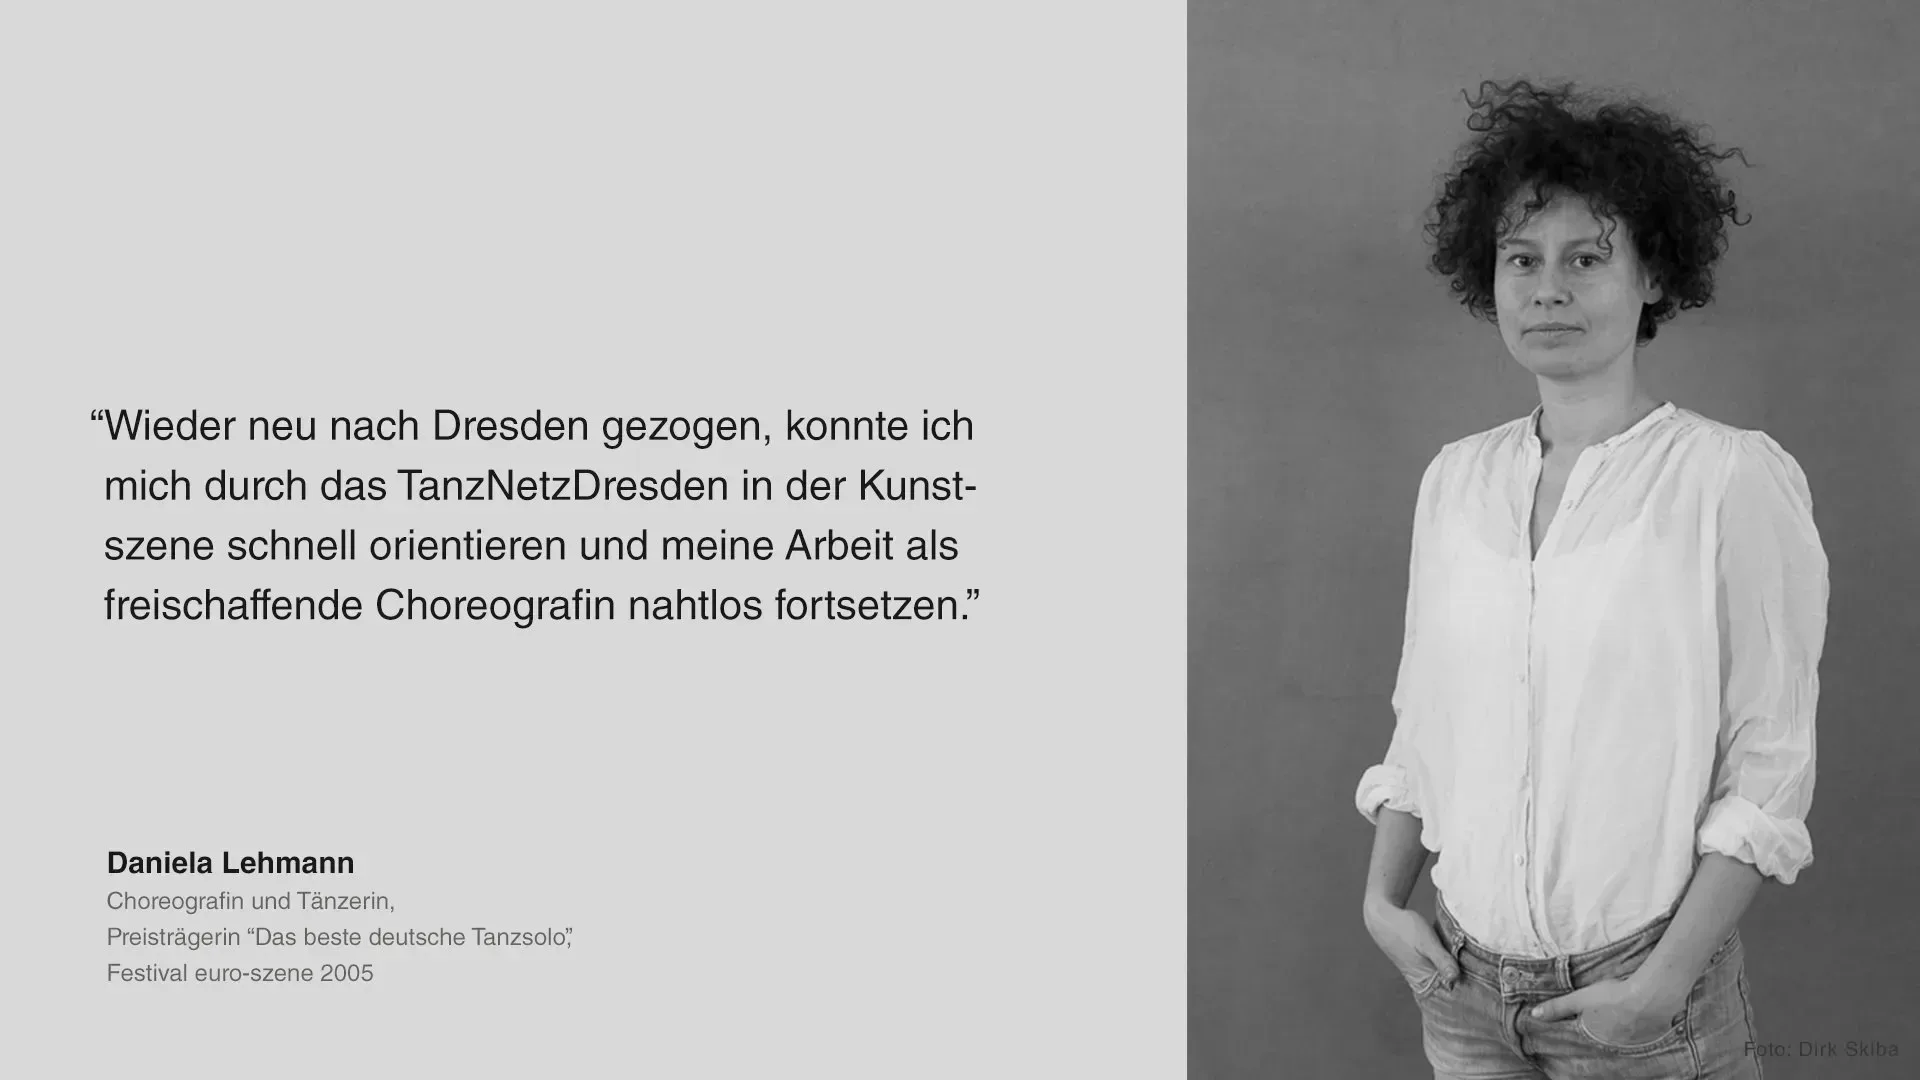 “Wieder neu nach Dresden gezogen, konnte ich
mich durch das TanzNetzDresden in der Kunst-
szene schnell orientieren und meine Arbeit als
freischaffende Choreografin nahtlos fortsetzen.”
Daniela Lehmann
Choreografin und Tänzerin,
Preisträgerin “Das beste deutsche Tanzsolo”,
Festival euro-szene 2005
Foto: Dirk Skiba